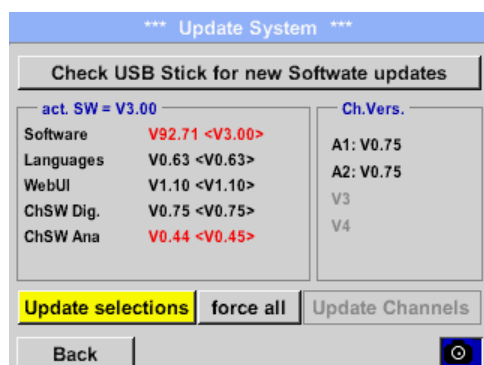 *** Update System ***
Check USB Stick for new Softwate updates
act. SW = V3.00
Software V92.71 <V3.00>
Languages V0.63 <V0.63>
WebUI V1.10 <V1.10>
ChSW Dig. V0.75 <V0.75>
ChSW Ana V0.44 <V0.45>
Ch.Vers.
A1: V0.75
A2: V0.75
V3
V4
Update selections force all Update Channels
Back